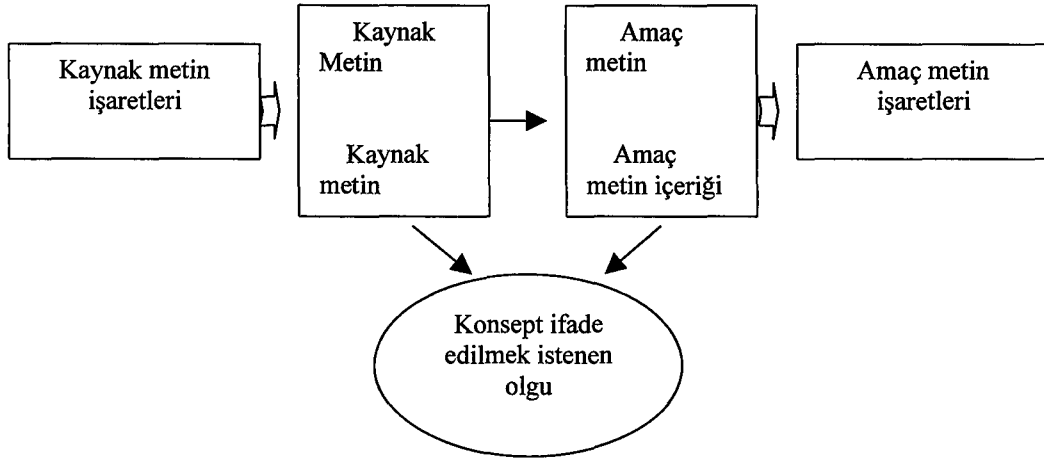 Kaynak metin
işaretleri
Kaynak
Metin
Kaynak
metin
Amaç
metin
Amaç
metin içeriği
Amaç metin
işaretleri
Konsept ifade
edilmek istenen
olgu